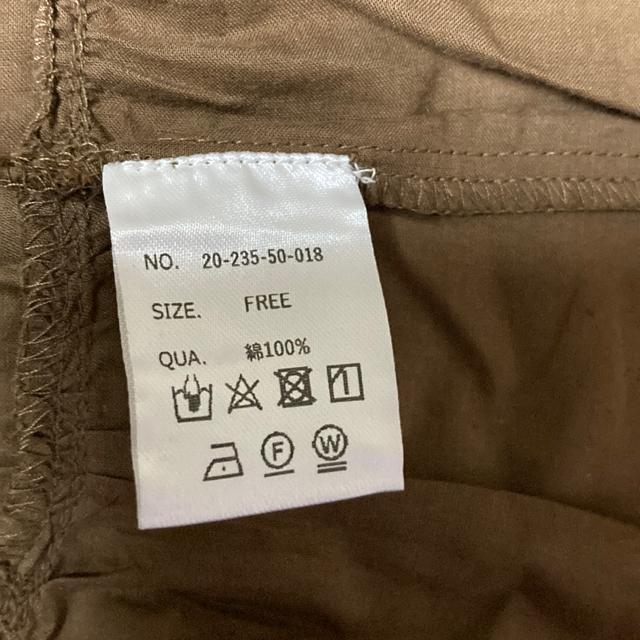 NO. 20-235-50-018
SIZE. FREE
QUA. 綿100%
F W